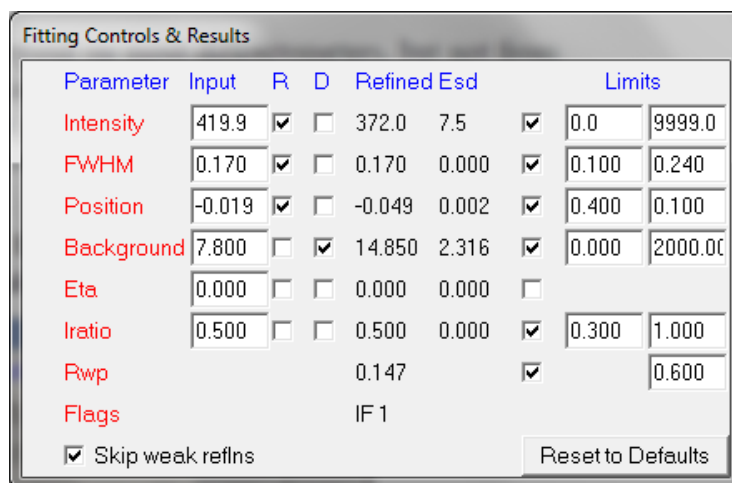 Fitting Controls & Results
Parameter Input R D Refined Esd Limits
Intensity 419.9 372.0 7.5 0.0 9999.0
FWHM 0.170 0.170 0.000 0.100 0.240
Position -0.019 -0.049 0.002 0.400 0.100
Background 7.800 14.850 2.316 0.000 2000.00
Eta 0.000 0.000 0.000
Iratio 0.500 0.500 0.000 0.300 1.000
Rwp 0.147 0.600
Flags IF 1
Skip weak reflns Reset to Defaults